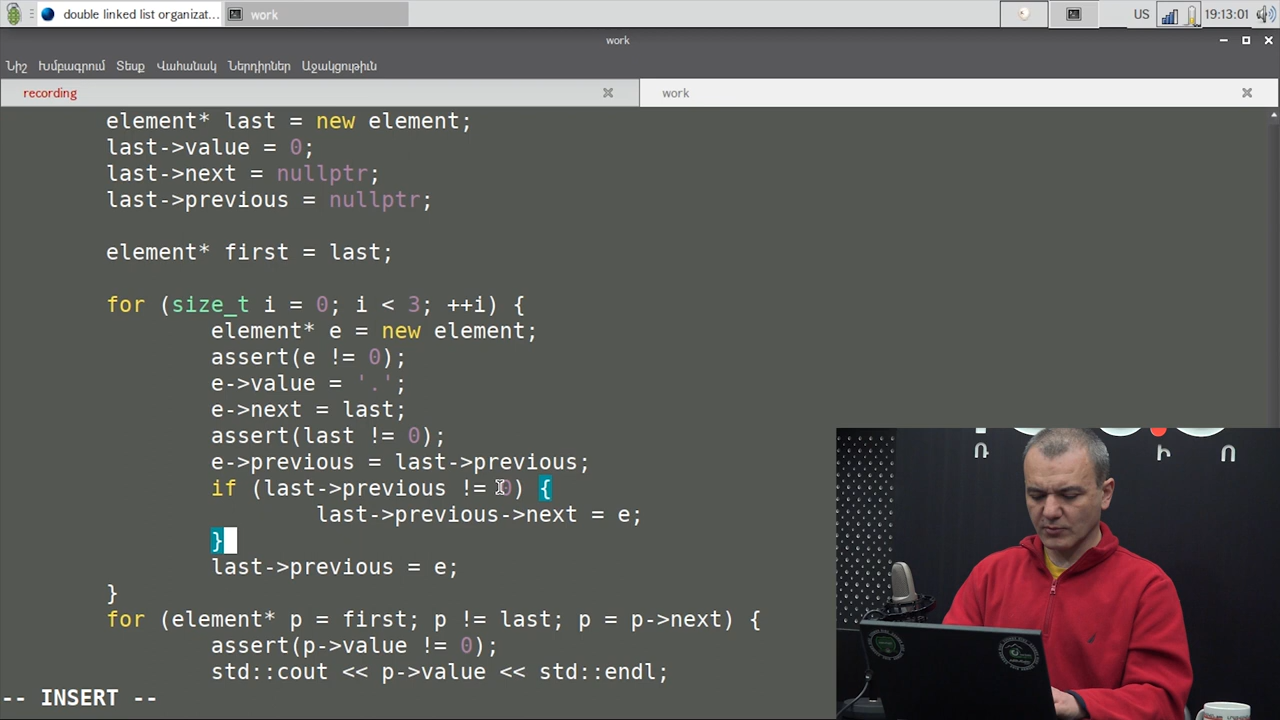 double linked list organizat...
work
US
19:13:01
work
Նիշ Խմբագրում Տեսք Վահանակ Ներդիրներ Աջակցութիւն
recording
work
element* last = new element;
last->value = 0;
last->next = nullptr;
last->previous = nullptr;
element* first = last;
for (size_t i = 0; i < 3; ++i) {
element* e = new element;
assert(e != 0);
e->value = '.';
e->next = last;
assert(last != 0);
e->previous = last->previous;
if (last->previous != 0) {
last->previous->next = e;
}
last->previous = e;
}
for (element* p = first; p != last; p = p->next) {
assert(p->value != 0);
std::cout << p->value << std::endl;
-- INSERT --